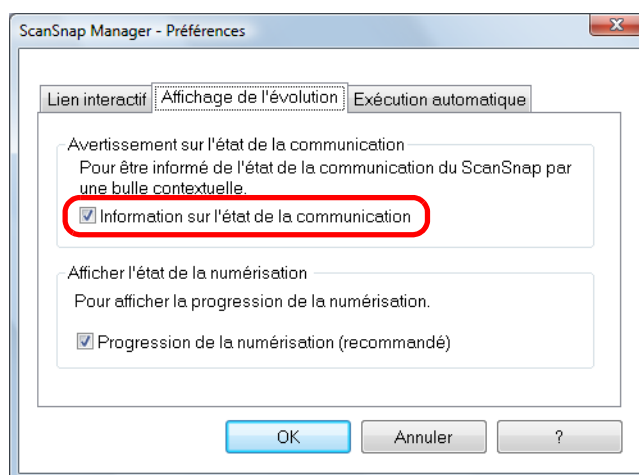 ScanSnap Manager - Préférences
Lien interactif Affichage de l'évolution Exécution automatique
Avertissement sur l'état de la communication
Pour être informé de l'état de la communication du ScanSnap par
une bulle contextuelle.
Information sur l'état de la communication
Afficher l'état de la numérisation
Pour afficher la progression de la numérisation.
Progression de la numérisation (recommandé)
OK Annuler ?